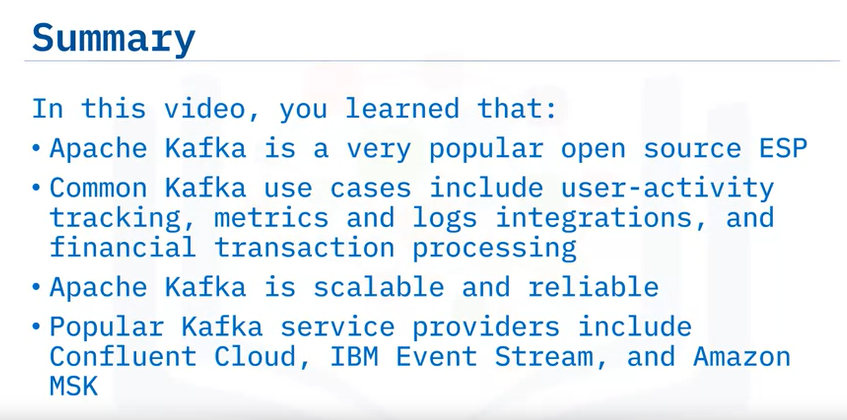 Summary
In this video, you learned that:
• Apache Kafka is a very popular open source ESP
• Common Kafka use cases include user-activity
tracking, metrics and logs integrations, and
financial transaction processing
• Apache Kafka is scalable and reliable
• Popular Kafka service providers include
Confluent Cloud, IBM Event Stream, and Amazon
MSK